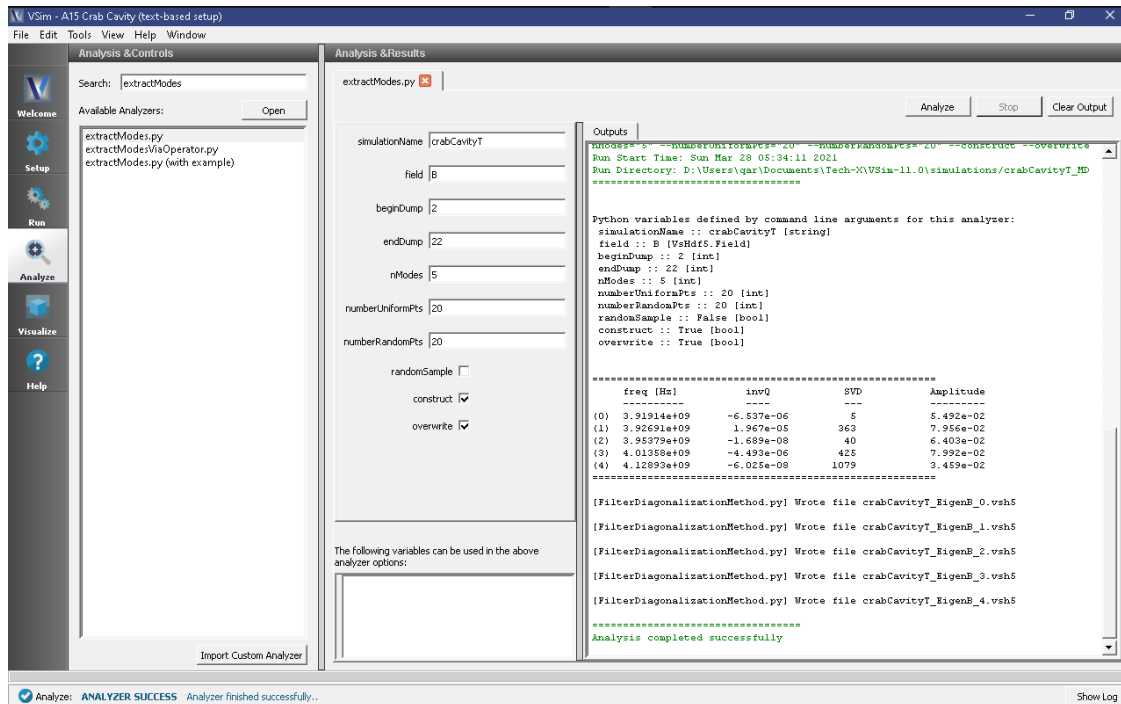 VSim - A15 Crab Cavity (text-based setup)
File Edit Tools View Help Window
Analysis &Controls
Search: extractModes
Available Analyzers:
Open
extractModes.py
extractModesViaOperator.py
extractModes.py (with example)
Import Custom Analyzer
Welcome
Setup
Run
Analyze
Visualize
Help
Analysis &Results
extractModes.py
Analyze Stop Clear Output
simulationName crabCavityT
field B
beginDump 2
endDump 22
nModes 5
numberUniformPts 20
numberRandomPts 20
randomSample
construct
overwrite
The following variables can be used in the above
analyzer options:
Outputs
nModes="5" --numberUniformPts="20" --numberRandomPts="20" --construct --overwrite
Run Start Time: Sun Mar 28 05:34:11 2021
Run Directory: D:\Users\qar\Documents\Tech-X\VSim-11.0\simulations/crabCavityT_MD
==================================
Python variables defined by command line arguments for this analyzer:
simulationName :: crabCavityT [string]
field :: B [VsHdf5.Field]
beginDump :: 2 [int]
endDump :: 22 [int]
nModes :: 5 [int]
numberUniformPts :: 20 [int]
numberRandomPts :: 20 [int]
randomSample :: False [bool]
construct :: True [bool]
overwrite :: True [bool]
========================================================
freq [Hz] invQ SVD Amplitude
---------- ---- --- ---------
(0) 3.91914e+09 -6.537e-06 5 5.492e-02
(1) 3.92691e+09 1.967e-05 363 7.956e-02
(2) 3.95379e+09 -1.689e-08 40 6.403e-02
(3) 4.01358e+09 -4.493e-06 425 7.992e-02
(4) 4.12893e+09 -6.025e-08 1079 3.459e-02
========================================================
[FilterDiagonalizationMethod.py] Wrote file crabCavityT_EigenB_0.vsh5
[FilterDiagonalizationMethod.py] Wrote file crabCavityT_EigenB_1.vsh5
[FilterDiagonalizationMethod.py] Wrote file crabCavityT_EigenB_2.vsh5
[FilterDiagonalizationMethod.py] Wrote file crabCavityT_EigenB_3.vsh5
[FilterDiagonalizationMethod.py] Wrote file crabCavityT_EigenB_4.vsh5
==================================
Analysis completed successfully
Analyze: ANALYZER SUCCESS Analyzer finished successfully..
Show Log